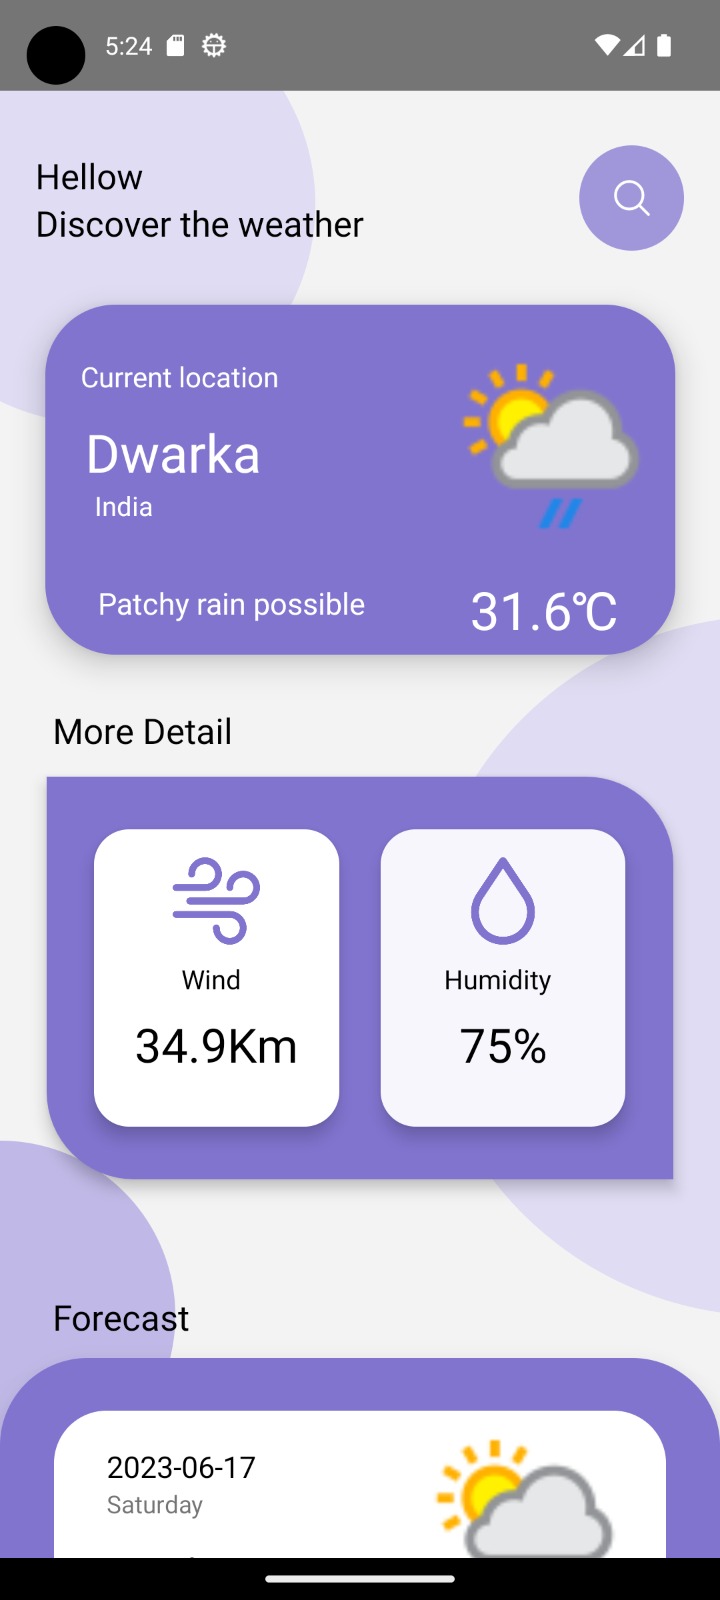 5:24
Hellow
Discover the weather
Current location
Dwarka
India
Patchy rain possible
31.6℃
More Detail
Wind
Humidity
34.9Km
75%
Forecast
2023-06-17
Saturday